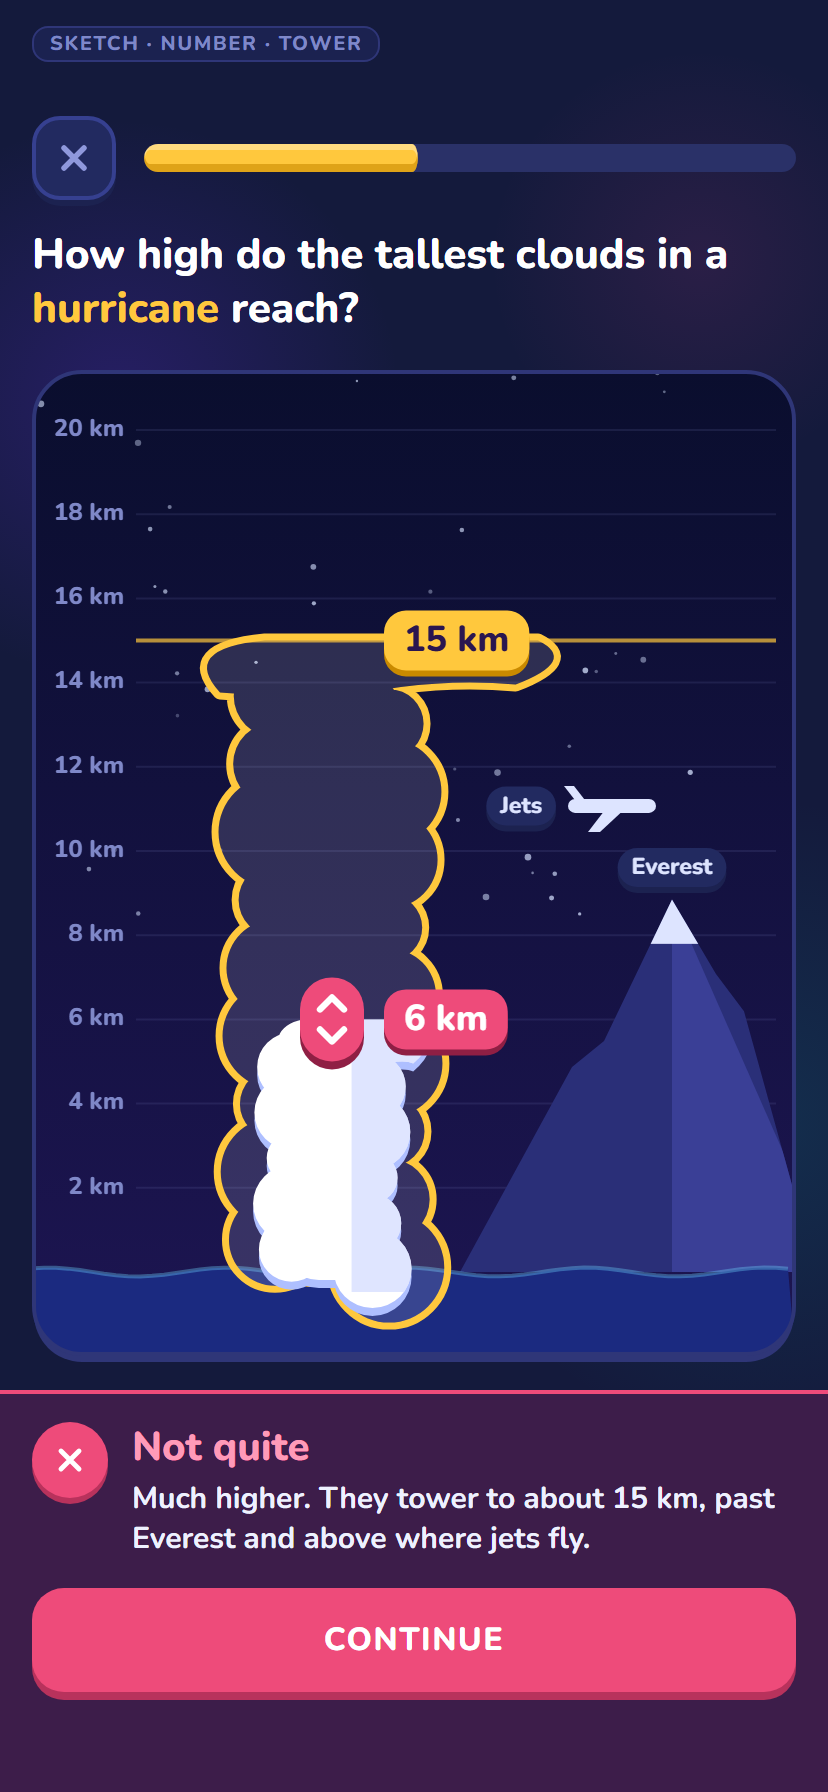 SKETCH · NUMBER · TOWER
How high do the tallest clouds in a
hurricane reach?
20 km
18 km
16 km
15 km
14 km
12 km
Jets
10 km
Everest
8 km
6 km
6 km
4 km
2 km
Not quite
Much higher. They tower to about 15 km, past
Everest and above where jets fly.
CONTINUE